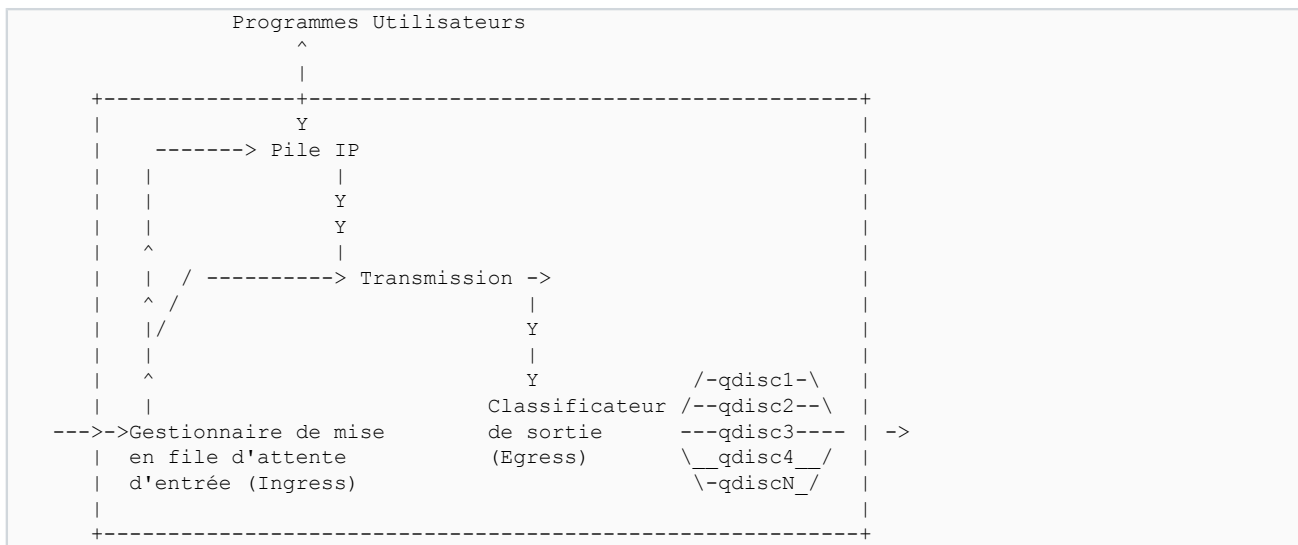 Programmes Utilisateurs
^
|
+---------------+-------------------------------------------+
| Y |
| -------> Pile IP |
| | | |
| | Y |
| | Y |
| ^ | |
| | / ----------> Transmission -> |
| ^ / | |
| |/ Y |
| | | |
| ^ Y /-qdisc1-\ |
| | Classificateur /--qdisc2--\ |
--->->Gestionnaire de mise de sortie ---qdisc3---- | ->
| en file d'attente (Egress) \__qdisc4__/ |
| d'entrée (Ingress) \-qdiscN_/ |
| |
+-----------------------------------------------------------+